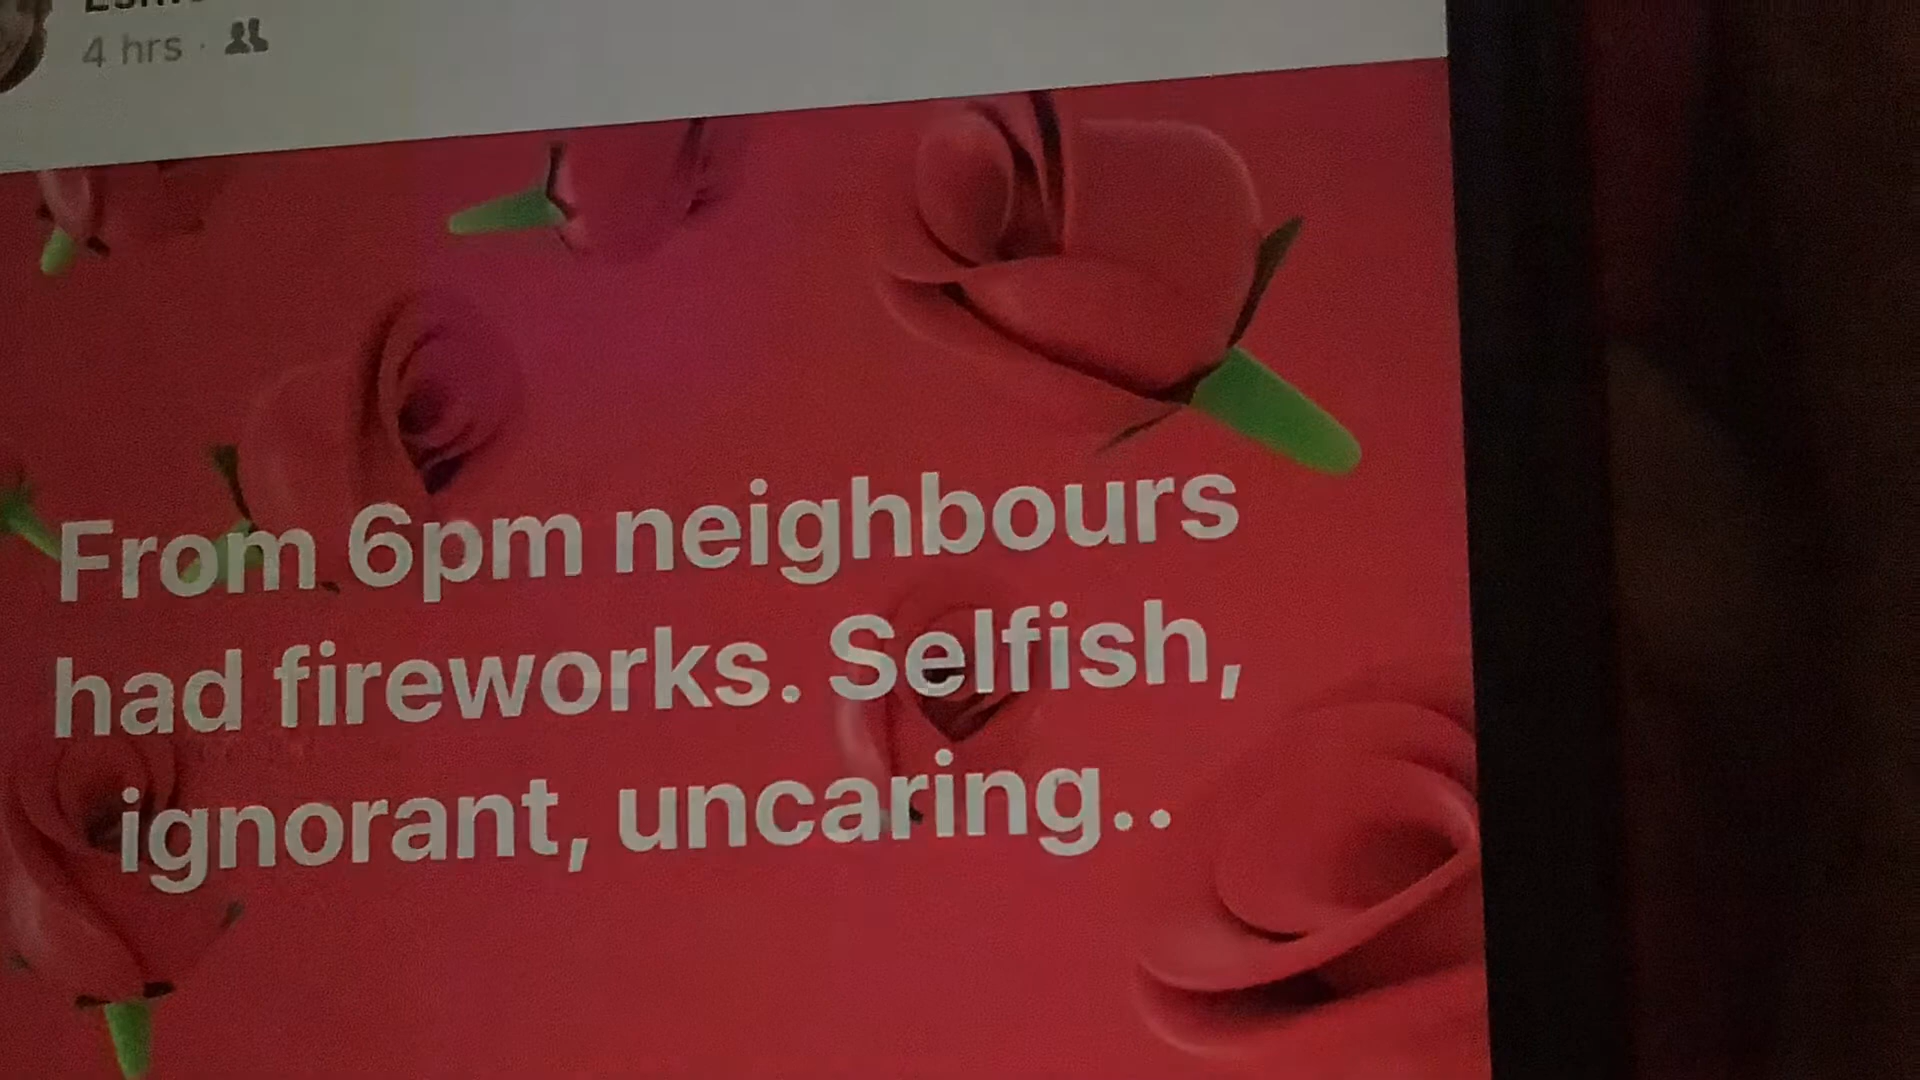 4 hrs ·
From 6pm neighbours
had fireworks. Selfish,
ignorant, uncaring..